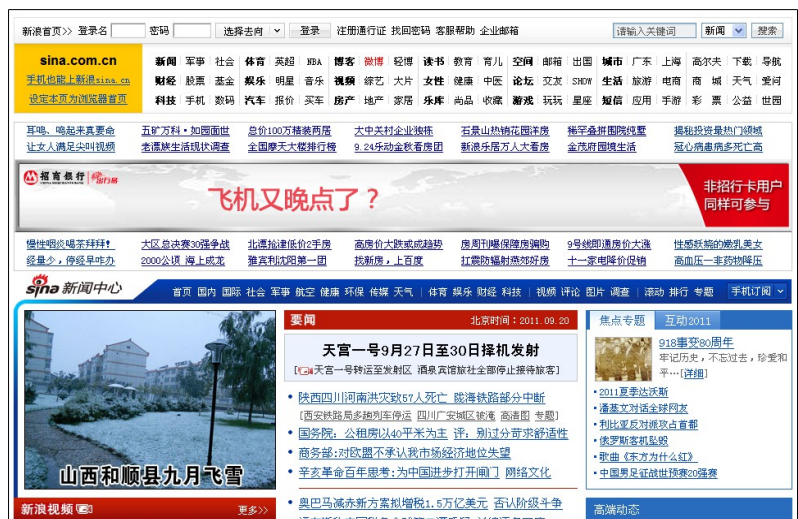 新浪首页>> 登录名 密码 选择去向 登录 注册通行证 找回密码 客服帮助 企业邮箱 请输入关键词 新闻 搜索
sina.com.cn
手机也能上新浪sina.cn
设定本页为浏览器首页
新闻 军事 社会 体育 英超 NBA 博客 微博 轻博 读书 教育 育儿 空间 邮箱 出国 城市 广东 上海 高尔夫 下载 导航
财经 股票 基金 娱乐 明星 音乐 视频 综艺 大片 女性 健康 中医 论坛 交友 SHOW 生活 旅游 电商 商城 天气 爱问
科技 手机 数码 汽车 报价 买车 房产 地产 家居 乐库 尚品 收藏 游戏 玩玩 星座 短信 应用 手游 彩票 公益 世园
耳鸣、鸣起来真要命 五矿万科·如园面世 总价100万精装两居 大中关村企业独栋 石景山热销花园洋房 稀罕叠拼围院纯墅 揭秘投资最热门领域
让女人满足尖叫视频 老漂族生活现状调查 全国摩天大楼排行榜 9.24乐动金秋看房团 新浪乐居万人大看房 金茂府园境生活 冠心病患病多死亡高
招商银行 出行易
飞机又晚点了？
非招行卡用户
同样可参与
慢性咽炎喝茶拜拜! 大区总决赛30强争战 北漂抢津低价2手房 高房价大跌或成趋势 房周刊曝保障房骗购 9号线即通房价大涨 性感妖娆的嫩乳美女
经量少，停经早咋办 2000公顷 海上成龙 雅宾利沈阳第一团 找新房，上百度 扛震防辐射燕郊好房 十一家电降价促销 高血压一非药物降压
sina 新闻中心 首页 国内 国际 社会 军事 航空 健康 环保 传媒 天气 | 体育 娱乐 财经 科技 | 视频 评论 图片 调查 | 滚动 排行 专题 手机订阅
山西和顺县九月飞雪
新浪视频 更多>>
要闻 北京时间：2011.09.20
天宫一号9月27日至30日择机发射
[天宫一号转运至发射区 酒泉宾馆旅社全部停止接待旅客]
陕西四川河南洪灾致57人死亡 陇海铁路部分中断
[西安铁路局多趟列车停运 四川广安城区被淹 高清图 专题]
国务院：公租房以40平米为主 评：别过分苛求舒适性
商务部:对欧盟不承认我市场经济地位失望
辛亥革命百年思考:为中国进步打开闸门 网络文化
奥巴马减赤新方案拟增税1.5万亿美元 否认阶级斗争
焦点专题 互动2011
918事变80周年
牢记历史，不忘过去，珍爱和
平…[详细]
2011夏季达沃斯
潘基文对话全球网友
利比亚反对派攻占首都
俄罗斯客机坠毁
歌曲《东方为什么红》
中国男足征战世预赛20强赛
高端动态